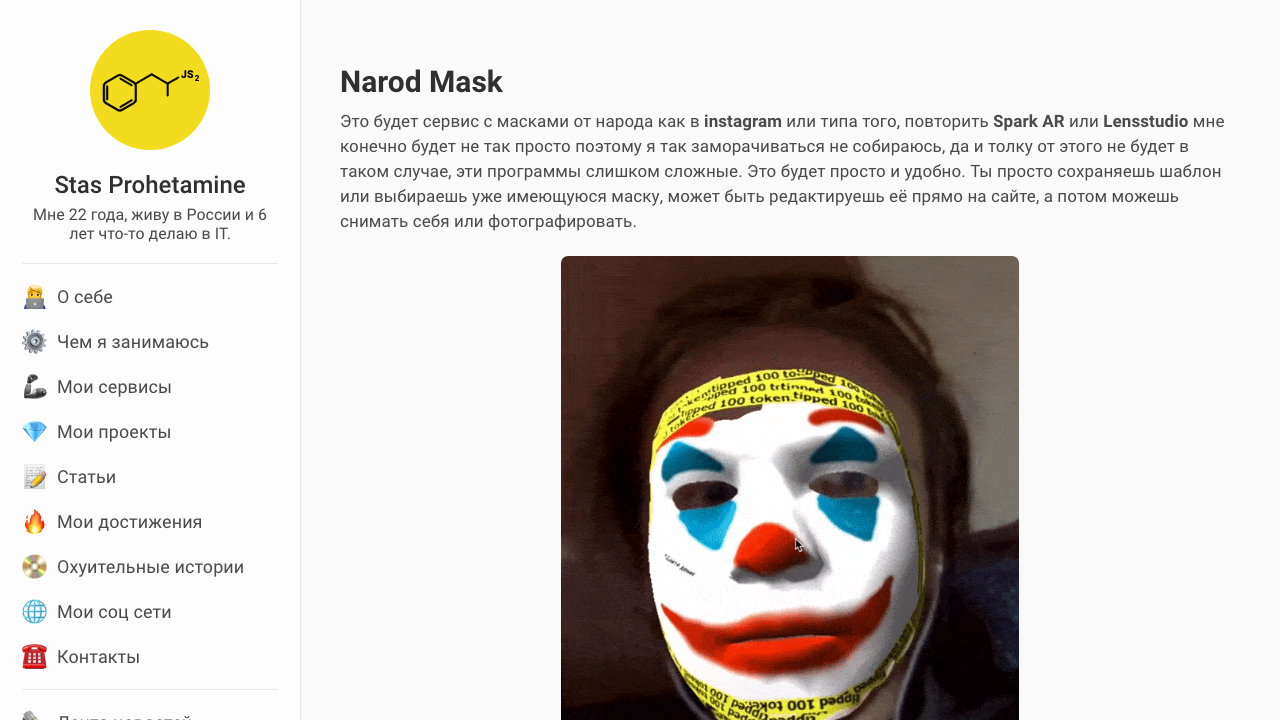 JS2
Stas Prohetamine
Мне 22 года, живу в России и 6
лет что-то делаю в IT.
О себе
Чем я занимаюсь
Мои сервисы
Мои проекты
Статьи
Мои достижения
Охуительные истории
Мои соц сети
Контакты
Narod Mask
Это будет сервис с масками от народа как в instagram или типа того, повторить Spark AR или Lensstudio мне
конечно будет не так просто поэтому я так заморачиваться не собираюсь, да и толку от этого не будет в
таком случае, эти программы слишком сложные. Это будет просто и удобно. Ты просто сохраняешь шаблон
или выбираешь уже имеющуюся маску, может быть редактируешь её прямо на сайте, а потом можешь
снимать себя или фотографировать.
tipped 100
tipped 100
tipped 100 token
tipped 100